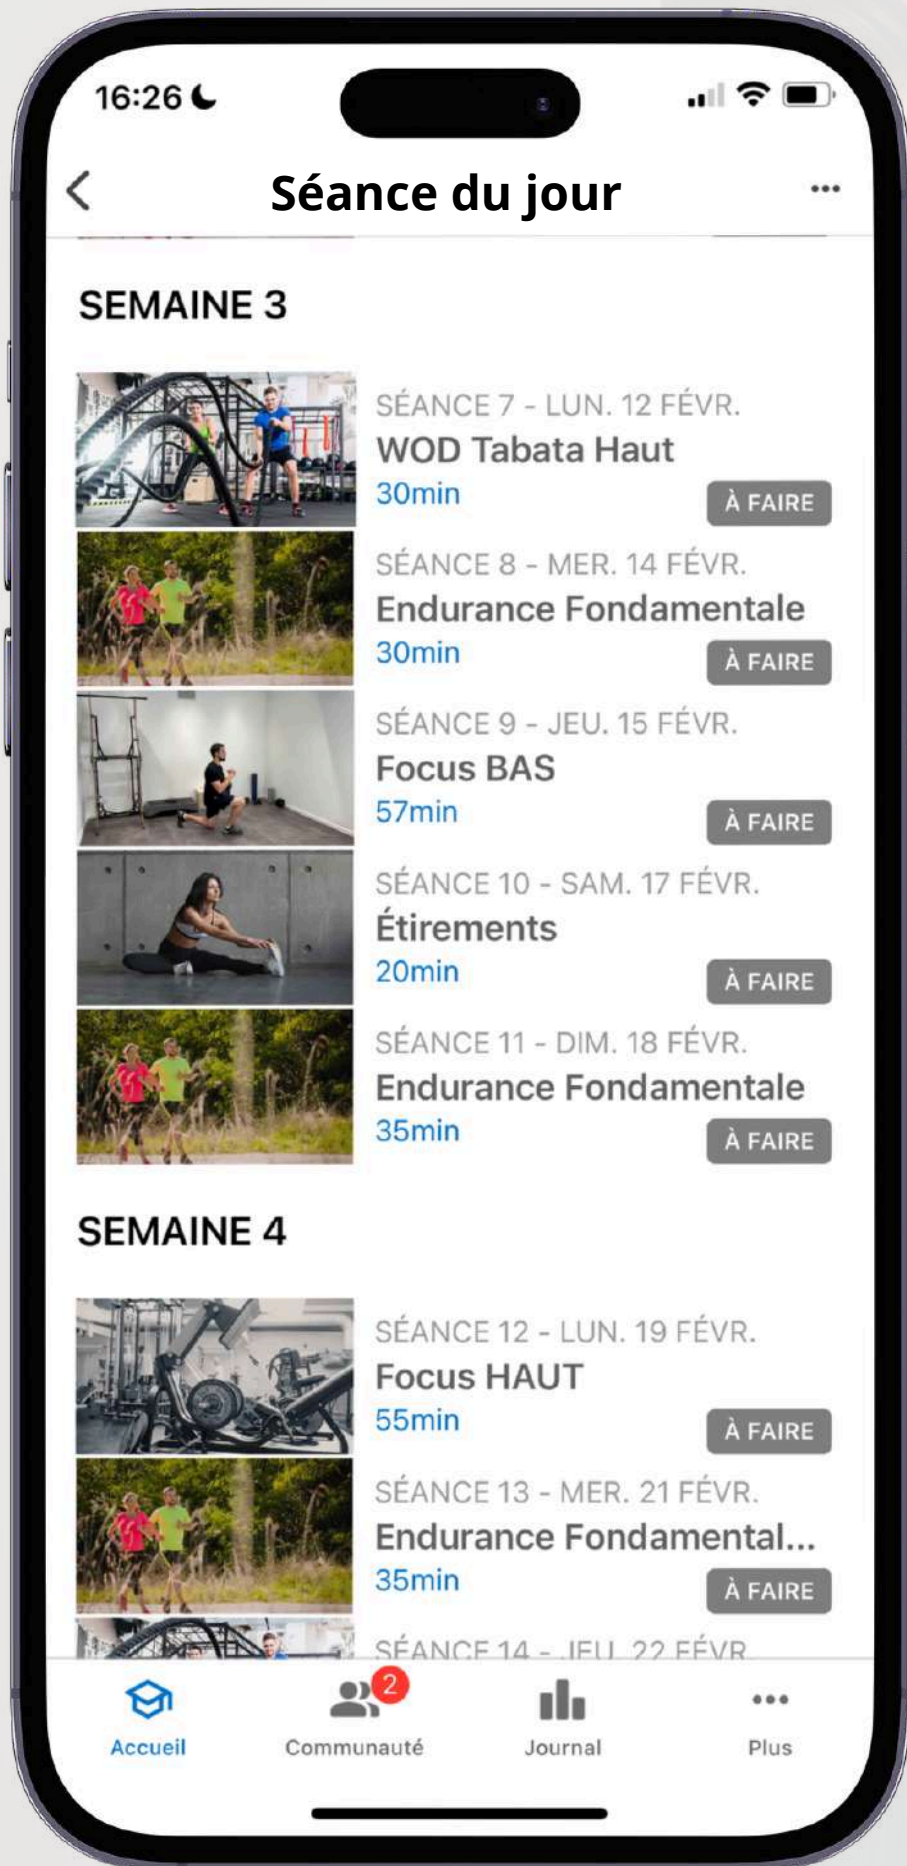 16:26
Séance du jour
SEMAINE 3
SÉANCE 7 - LUN. 12 FÉVR.
WOD Tabata Haut
30min
À FAIRE
SÉANCE 8 - MER. 14 FÉVR.
Endurance Fondamentale
30min
À FAIRE
SÉANCE 9 - JEU. 15 FÉVR.
Focus BAS
57min
À FAIRE
SÉANCE 10 - SAM. 17 FÉVR.
Étirements
20min
À FAIRE
SÉANCE 11 - DIM. 18 FÉVR.
Endurance Fondamentale
35min
À FAIRE
SEMAINE 4
SÉANCE 12 - LUN. 19 FÉVR.
Focus HAUT
55min
À FAIRE
SÉANCE 13 - MER. 21 FÉVR.
Endurance Fondamental...
35min
À FAIRE
SÉANCE 14 - JEU. 22 FÉVR
2
Accueil
Communauté
Journal
Plus